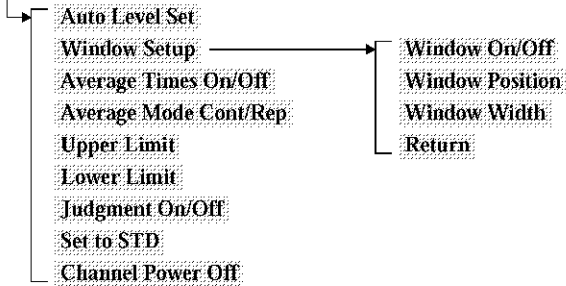 Auto Level Set
Window Setup
Average Times On/Off
Average Mode Cont/Rep
Upper Limit
Lower Limit
Judgment On/Off
Set to STD
Channel Power Off
Window On/Off
Window Position
Window Width
Return